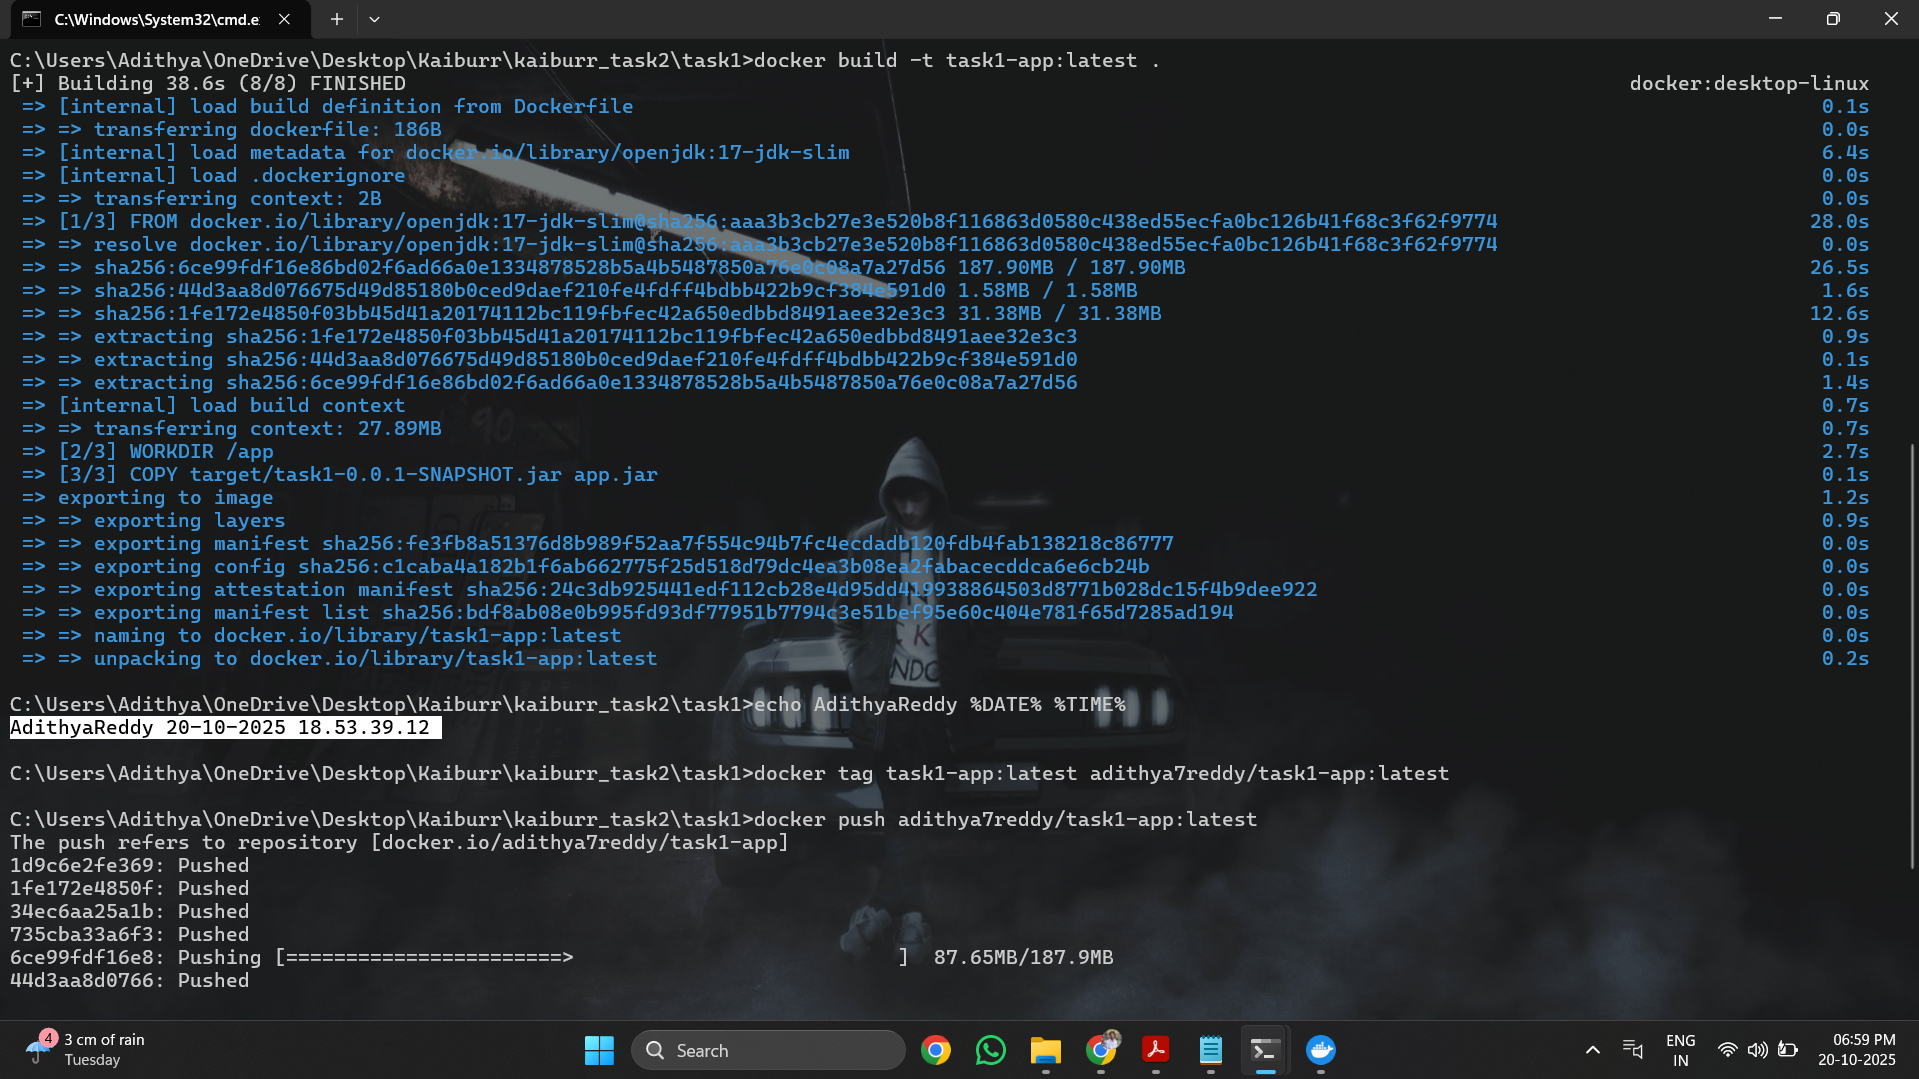 C:\Windows\System32\cmd.e
C:\Users\Adithya\OneDrive\Desktop\Kaiburr\kaiburr_task2\task1>docker build -t task1-app:latest .
[+] Building 38.6s (8/8) FINISHED docker:desktop-linux
=> [internal] load build definition from Dockerfile 0.1s
=> => transferring dockerfile: 186B 0.0s
=> [internal] load metadata for docker.io/library/openjdk:17-jdk-slim 6.4s
=> [internal] load .dockerignore 0.0s
=> => transferring context: 2B 0.0s
=> [1/3] FROM docker.io/library/openjdk:17-jdk-slim@sha256:aaa3b3cb27e3e520b8f116863d0580c438ed55ecfa0bc126b41f68c3f62f9774 28.0s
=> => resolve docker.io/library/openjdk:17-jdk-slim@sha256:aaa3b3cb27e3e520b8f116863d0580c438ed55ecfa0bc126b41f68c3f62f9774 0.0s
=> => sha256:6ce99fdf16e86bd02f6ad66a0e1334878528b5a4b5487850a76e0c08a7a27d56 187.90MB / 187.90MB 26.5s
=> => sha256:44d3aa8d076675d49d85180b0ced9daef210fe4fdff4bdbb422b9cf384e591d0 1.58MB / 1.58MB 1.6s
=> => sha256:1fe172e4850f03bb45d41a20174112bc119fbfec42a650edbbd8491aee32e3c3 31.38MB / 31.38MB 12.6s
=> => extracting sha256:1fe172e4850f03bb45d41a20174112bc119fbfec42a650edbbd8491aee32e3c3 0.9s
=> => extracting sha256:44d3aa8d076675d49d85180b0ced9daef210fe4fdff4bdbb422b9cf384e591d0 0.1s
=> => extracting sha256:6ce99fdf16e86bd02f6ad66a0e1334878528b5a4b5487850a76e0c08a7a27d56 1.4s
=> [internal] load build context 0.7s
=> => transferring context: 27.89MB 0.7s
=> [2/3] WORKDIR /app 2.7s
=> [3/3] COPY target/task1-0.0.1-SNAPSHOT.jar app.jar 0.1s
=> exporting to image 1.2s
=> => exporting layers 0.9s
=> => exporting manifest sha256:fe3fb8a51376d8b989f52aa7f554c94b7fc4ecdadb120fdb4fab138218c86777 0.0s
=> => exporting config sha256:c1caba4a182b1f6ab662775f25d518d79dc4ea3b08ea2fabacecddca6e6cb24b 0.0s
=> => exporting attestation manifest sha256:24c3db925441edf112cb28e4d95dd419938864503d8771b028dc15f4b9dee922 0.0s
=> => exporting manifest list sha256:bdf8ab08e0b995fd93df77951b7794c3e51bef95e60c404e781f65d7285ad194 0.0s
=> => naming to docker.io/library/task1-app:latest 0.0s
=> => unpacking to docker.io/library/task1-app:latest 0.2s
C:\Users\Adithya\OneDrive\Desktop\Kaiburr\kaiburr_task2\task1>echo AdithyaReddy %DATE% %TIME%
AdithyaReddy 20-10-2025 18.53.39.12
C:\Users\Adithya\OneDrive\Desktop\Kaiburr\kaiburr_task2\task1>docker tag task1-app:latest adithya7reddy/task1-app:latest
C:\Users\Adithya\OneDrive\Desktop\Kaiburr\kaiburr_task2\task1>docker push adithya7reddy/task1-app:latest
The push refers to repository [docker.io/adithya7reddy/task1-app]
1d9c6e2fe369: Pushed
1fe172e4850f: Pushed
34ec6aa25a1b: Pushed
735cba33a6f3: Pushed
6ce99fdf16e8: Pushing [=======================> ] 87.65MB/187.9MB
44d3aa8d0766: Pushed
4
3 cm of rain
Tuesday
Search
ENG
IN
06:59 PM
20-10-2025